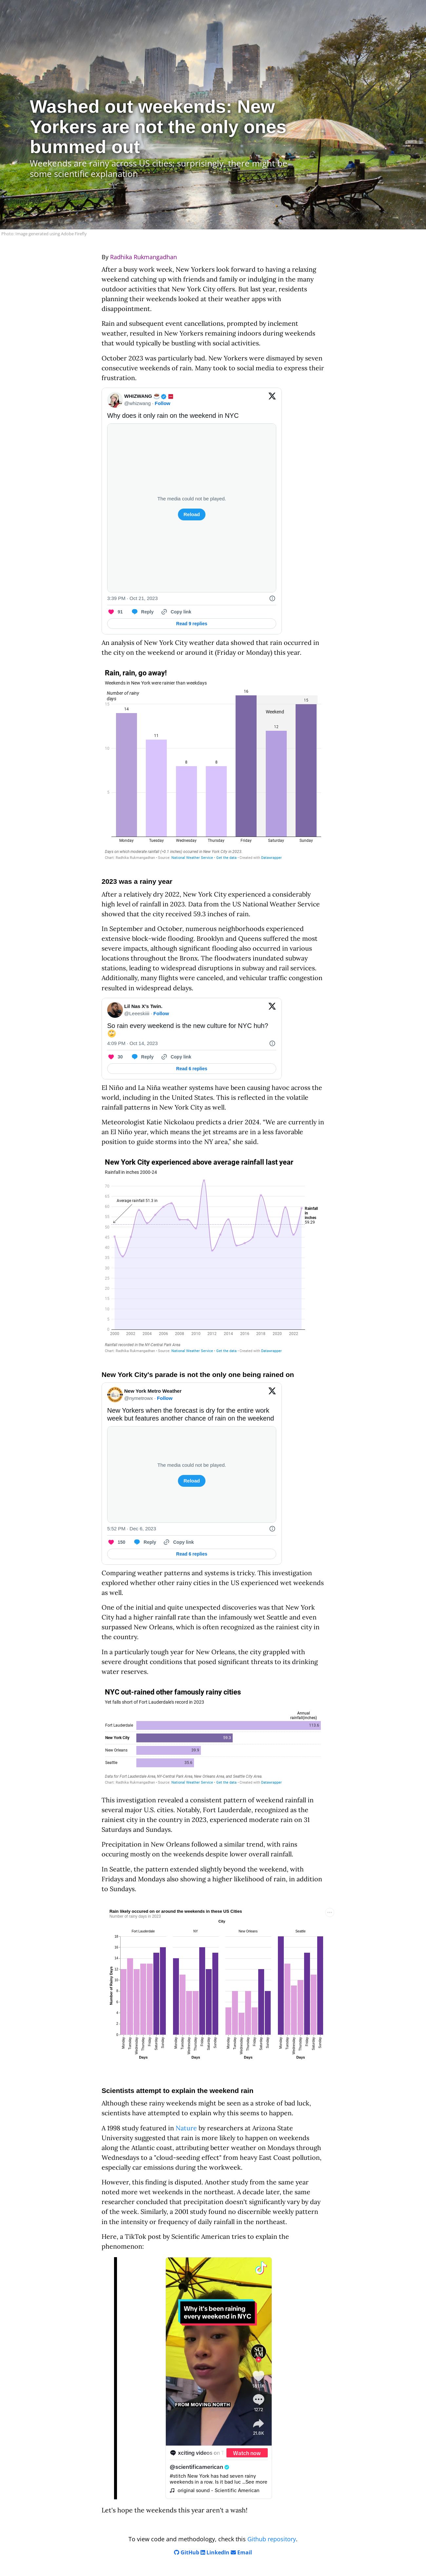 Washed out weekends: New
Yorkers are not the only ones
bummed out
Weekends are rainy across US cities; surprisingly, there might be
some scientific explanation
Photo: Image generated using Adobe Firefly
By Radhika Rukmangadhan
After a busy work week, New Yorkers look forward to having a relaxing
weekend catching up with friends and family or indulging in the many
outdoor activities that New York City offers. But last year, residents
planning their weekends looked at their weather apps with
disappointment.
Rain and subsequent event cancellations, prompted by inclement
weather, resulted in New Yorkers remaining indoors during weekends
that would typically be bustling with social activities.
October 2023 was particularly bad. New Yorkers were dismayed by seven
consecutive weekends of rain. Many took to social media to express their
frustration.
WHIZWANG
@whizwang · Follow
Why does it only rain on the weekend in NYC
The media could not be played.
Reload
3:39 PM · Oct 21, 2023
91 Reply Copy link
Read 9 replies
An analysis of New York City weather data showed that rain occurred in
the city on the weekend or around it (Friday or Monday) this year.
Rain, rain, go away!
Weekends in New York were rainier than weekdays
Number of rainy
days
15
10
5
14
11
8
8
16
Weekend
12
15
Monday Tuesday Wednesday Thursday Friday Saturday Sunday
Days on which moderate rainfall (>0.1 inches) occurred in New York City in 2023
Chart: Radhika Rukmangadhan · Source: National Weather Service · Get the data · Created with Datawrapper
2023 was a rainy year
After a relatively dry 2022, New York City experienced a considerably
high level of rainfall in 2023. Data from the US National Weather Service
showed that the city received 59.3 inches of rain.
In September and October, numerous neighborhoods experienced
extensive block-wide flooding. Brooklyn and Queens suffered the most
severe impacts, although significant flooding also occurred in various
locations throughout the Bronx. The floodwaters inundated subway
stations, leading to widespread disruptions in subway and rail services.
Additionally, many flights were canceled, and vehicular traffic congestion
resulted in widespread delays.
Lil Nas X's Twin.
@Leeeskiii · Follow
So rain every weekend is the new culture for NYC huh?
🙄
4:09 PM · Oct 14, 2023
30 Reply Copy link
Read 6 replies
El Niño and La Niña weather systems have been causing havoc across the
world, including in the United States. This is reflected in the volatile
rainfall patterns in New York City as well.
Meteorologist Katie Nickolaou predicts a drier 2024. “We are currently in
an El Niño year, which means the jet streams are in a less favorable
position to guide storms into the NY area,” she said.
New York City experienced above average rainfall last year
Rainfall in inches 2000-24
70
65
60
55
50
45
40
35
30
25
20
15
10
5
0
Average rainfall 51.3 in
Rainfall
in
inches
59.29
2000 2002 2004 2006 2008 2010 2012 2014 2016 2018 2020 2022
Rainfall recorded in the NY-Central Park Area
Chart: Radhika Rukmangadhan · Source: National Weather Service · Get the data · Created with Datawrapper
New York City's parade is not the only one being rained on
New York Metro Weather
@nymetrowx · Follow
New Yorkers when the forecast is dry for the entire work
week but features another chance of rain on the weekend
The media could not be played.
Reload
5:52 PM · Dec 6, 2023
150 Reply Copy link
Read 6 replies
Comparing weather patterns and systems is tricky. This investigation
explored whether other rainy cities in the US experienced wet weekends
as well.
One of the initial and quite unexpected discoveries was that New York
City had a higher rainfall rate than the infamously wet Seattle and even
surpassed New Orleans, which is often recognized as the rainiest city in
the country.
In a particularly tough year for New Orleans, the city grappled with
severe drought conditions that posed significant threats to its drinking
water reserves.
NYC out-rained other famously rainy cities
Yet falls short of Fort Lauderdale's record in 2023
Annual
rainfall(inches)
Fort Lauderdale
New York City
New Orleans
Seattle
Data for Fort Lauderdale Area, NY-Central Park Area, New Orleans Area, and Seattle City Area.
Chart: Radhika Rukmangadhan · Source: National Weather Service · Get the data · Created with Datawrapper
This investigation revealed a consistent pattern of weekend rainfall in
several major U.S. cities. Notably, Fort Lauderdale, recognized as the
rainiest city in the country in 2023, experienced moderate rain on 31
Saturdays and Sundays.
Precipitation in New Orleans followed a similar trend, with rains
occuring mostly on the weekends despite lower overall rainfall.
In Seattle, the pattern extended slightly beyond the weekend, with
Fridays and Mondays also showing a higher likelihood of rain, in addition
to Sundays.
Rain likely occured on or around the weekends in these US Cities
Number of rainy days in 2023
City
Fort Lauderdale NY New Orleans Seattle
Number of Rainy Days
18
16
14
12
10
8
6
4
2
0
Monday Tuesday Wednesday Thursday Friday Saturday Sunday
Monday Tuesday Wednesday Thursday Friday Saturday Sunday
Monday Tuesday Wednesday Thursday Friday Saturday Sunday
Monday Tuesday Wednesday Thursday Friday Saturday Sunday
Days Days Days Days
Scientists attempt to explain the weekend rain
Although these rainy weekends might be seen as a stroke of bad luck,
scientists have attempted to explain why this seems to happen.
A 1998 study featured in Nature by researchers at Arizona State
University suggested that rain is more likely to happen on weekends
along the Atlantic coast, attributing better weather on Mondays through
Wednesdays to a "cloud-seeding effect" from heavy East Coast pollution,
especially car emissions during the workweek.
However, this finding is disputed. Another study from the same year
noted more wet weekends in the northeast. A decade later, the same
researcher concluded that precipitation doesn't significantly vary by day
of the week. Similarly, a 2001 study found no discernible weekly pattern
in the intensity or frequency of daily rainfall in the northeast.
Here, a TikTok post by Scientific American tries to explain the
phenomenon:
Why it's been raining
every weekend in NYC
SCI
AM
1272
21.8K
FROM MOVING NORTH
xciting videos on
Watch now
@scientificamerican
#stitch New York has had seven rainy
weekends in a row. Is it bad luc ...See more
original sound - Scientific American
Let's hope the weekends this year aren't a wash!
To view code and methodology, check this Github repository.
GitHub LinkedIn Email